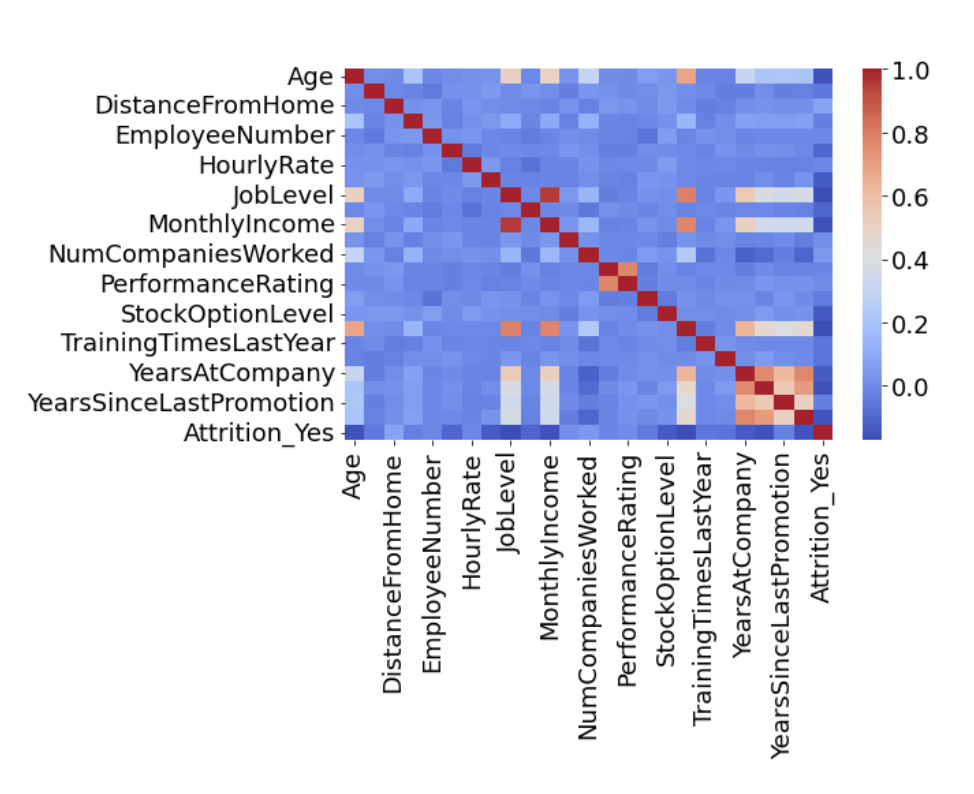 Age
DistanceFromHome
EmployeeNumber
HourlyRate
JobLevel
MonthlyIncome
NumCompaniesWorked
PerformanceRating
StockOptionLevel
TrainingTimesLastYear
YearsAtCompany
YearsSinceLastPromotion
Attrition_Yes
Age
DistanceFromHome
EmployeeNumber
HourlyRate
JobLevel
MonthlyIncome
NumCompaniesWorked
PerformanceRating
StockOptionLevel
TrainingTimesLastYear
YearsAtCompany
YearsSinceLastPromotion
Attrition_Yes
1.0
0.8
0.6
0.4
0.2
0.0